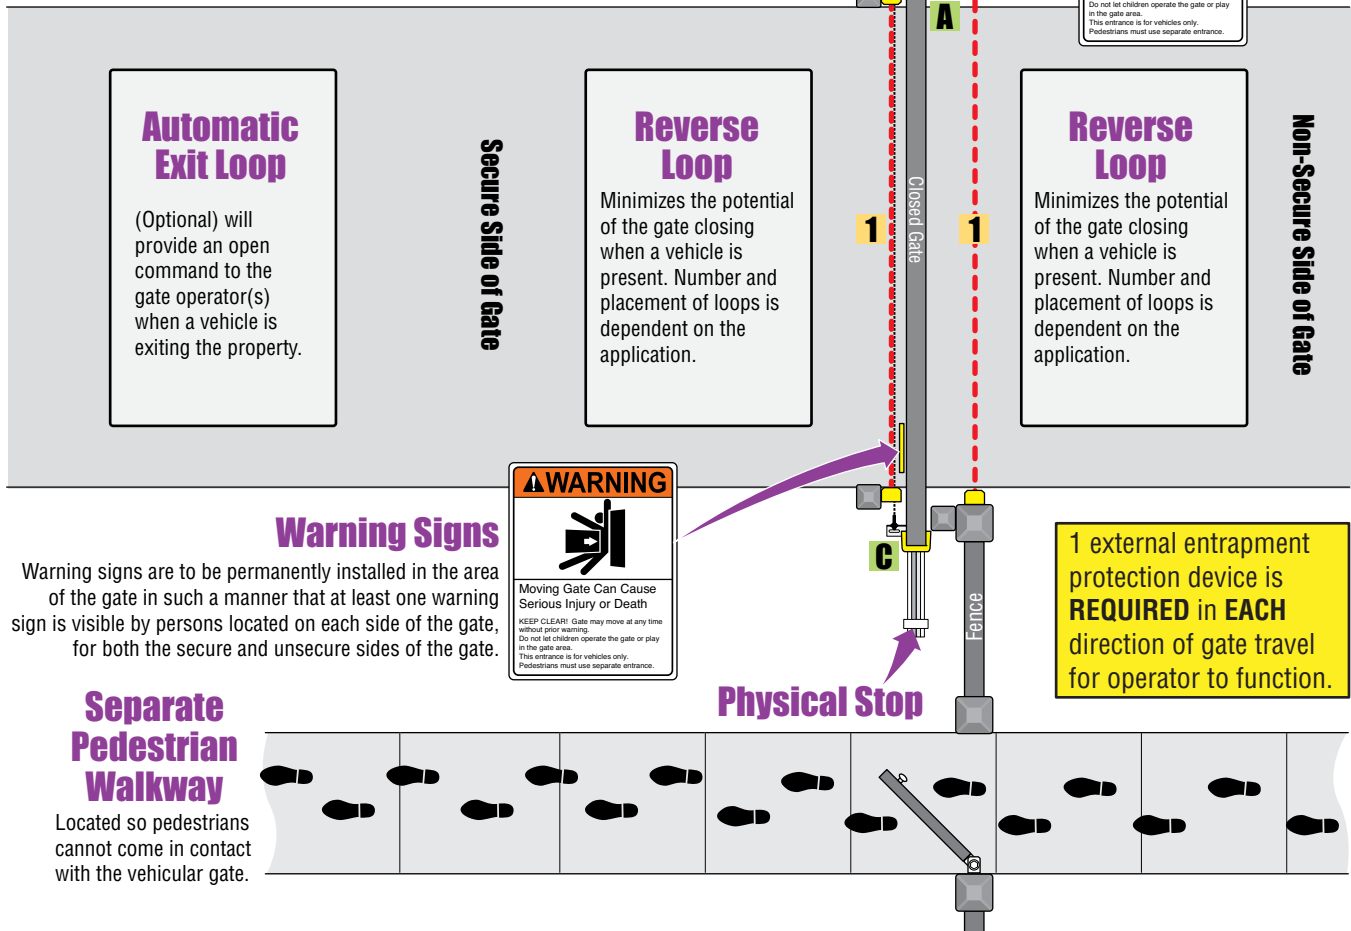 Do not let children operate the gate or play
in the gate area.
This entrance is for vehicles only.
Pedestrians must use separate entrance.
A
Automatic
Exit Loop
(Optional) will
provide an open
command to the
gate operator(s)
when a vehicle is
exiting the property.
Secure Side of Gate
Reverse
Loop
Minimizes the potential
of the gate closing
when a vehicle is
present. Number and
placement of loops is
dependent on the
application.
1
Closed Gate
1
Reverse
Loop
Minimizes the potential
of the gate closing
when a vehicle is
present. Number and
placement of loops is
dependent on the
application.
Non-Secure Side of Gate
Warning Signs
Warning signs are to be permanently installed in the area
of the gate in such a manner that at least one warning
sign is visible by persons located on each side of the gate,
for both the secure and unsecure sides of the gate.
WARNING
Moving Gate Can Cause
Serious Injury or Death
KEEP CLEAR! Gate may move at any time
without prior warning.
Do not let children operate the gate or play
in the gate area.
This entrance is for vehicles only.
Pedestrians must use separate entrance.
C
Fence
Physical Stop
1 external entrapment
protection device is
REQUIRED in EACH
direction of gate travel
for operator to function.
Separate
Pedestrian
Walkway
Located so pedestrians
cannot come in contact
with the vehicular gate.